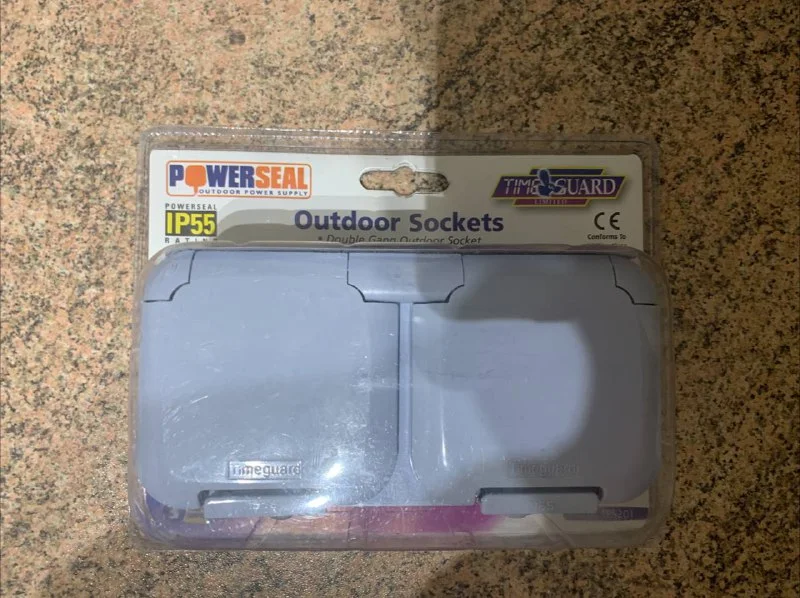 POWERSEAL
OUTDOOR POWER SUPPLY
TIMEGUARD
LIMITED
POWERSEAL
IP55
RATING
Outdoor Sockets
* Double Gang Outdoor Socket
CE
Conforms To
Timeguard
Timeguard